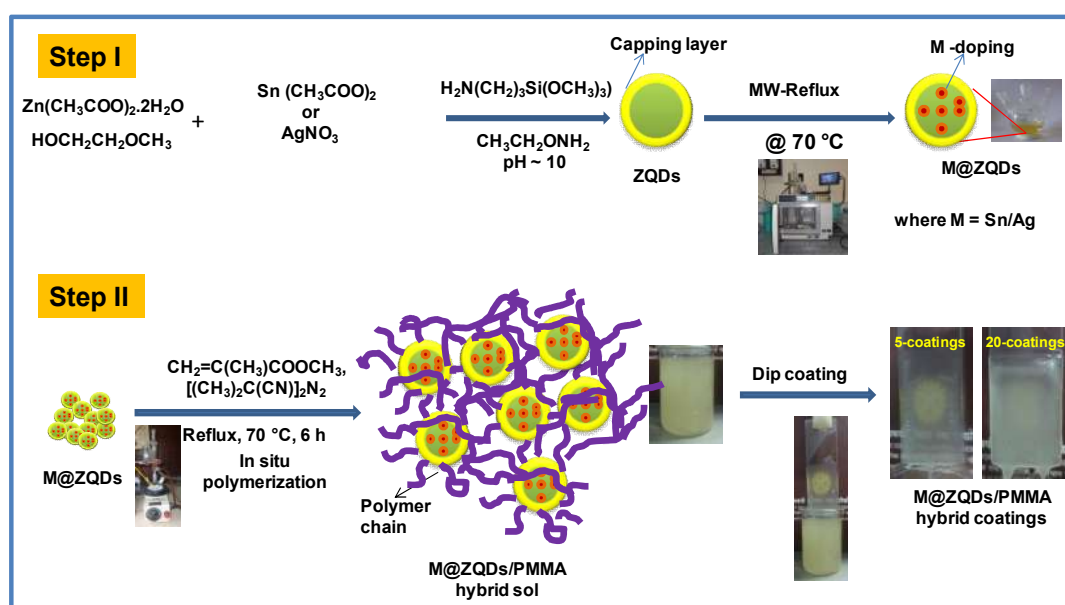 Step I
Zn(CH₃COO)₂.2H₂O
HOCH₂CH₂OCH₃
+
Sn (CH₃COO)₂
or
AgNO₃
H₂N(CH₂)₃Si(OCH₃)₃)
CH₃CH₂ONH₂
pH ~ 10
Capping layer
ZQDs
MW-Reflux
@ 70 °C
M -doping
M@ZQDs
where M = Sn/Ag
Step II
M@ZQDs
CH₂=C(CH₃)COOCH₃,
[(CH₃)₂C(CN)]₂N₂
Reflux, 70 °C, 6 h
In situ
polymerization
Polymer
chain
M@ZQDs/PMMA
hybrid sol
Dip coating
5-coatings
20-coatings
M@ZQDs/PMMA
hybrid coatings